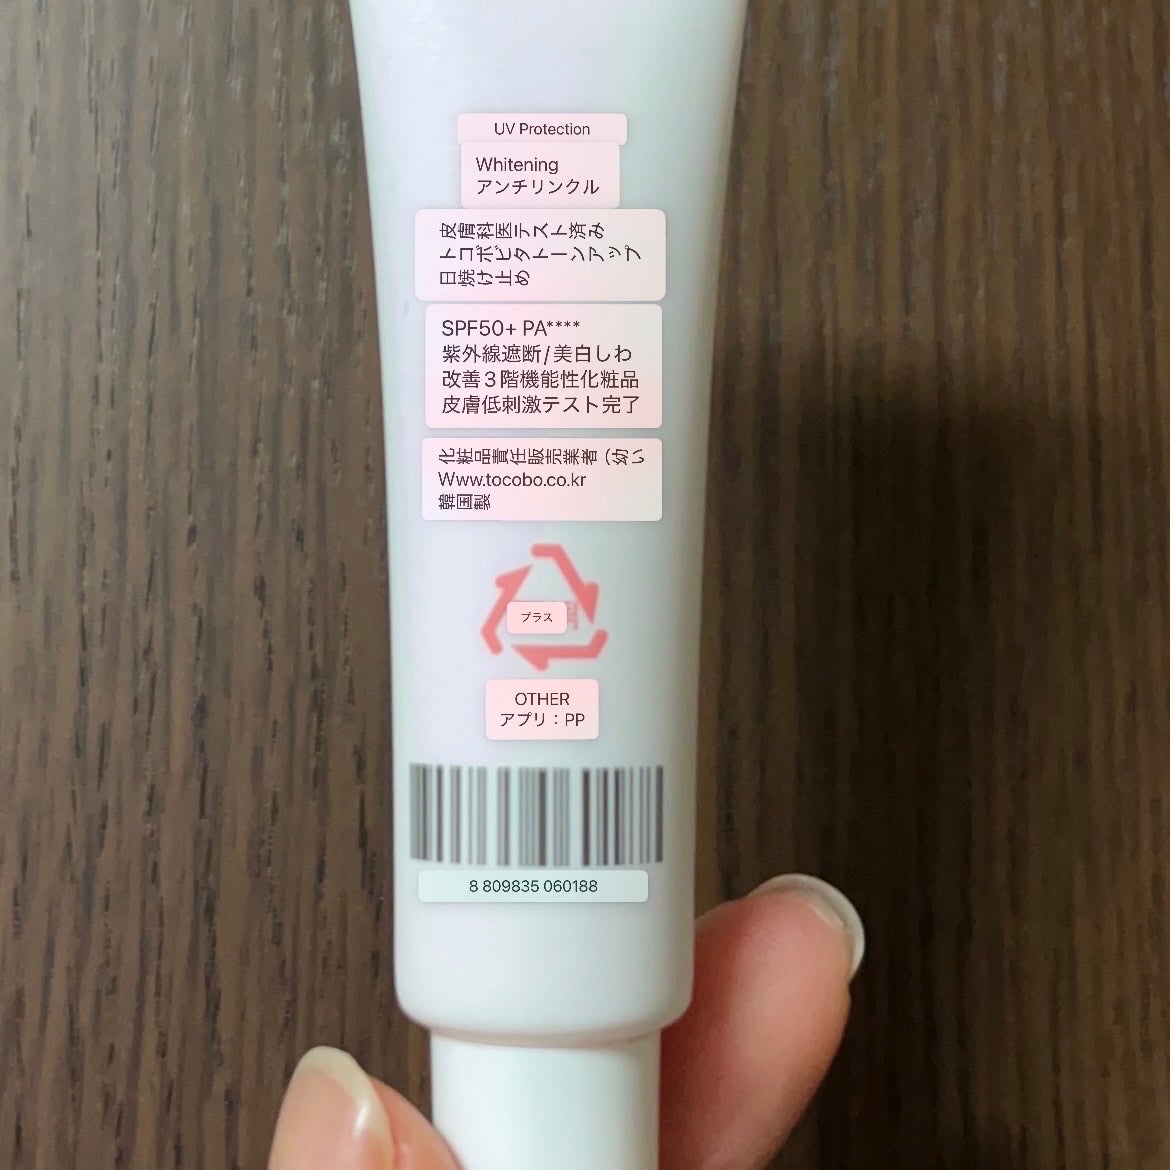 UV Protection
Whitening
アンチリンクル
皮膚科医テスト済み
トコボビタトーンアップ
日焼け止め
SPF50+ PA****
紫外線遮断/美白しわ
改善3階機能性化粧品
皮膚低刺激テスト完了
化粧品責任販売業者 (幼い
Www.tocobo.co.kr
韓国製
プラス
OTHER
アプリ：PP
8 809835 060188